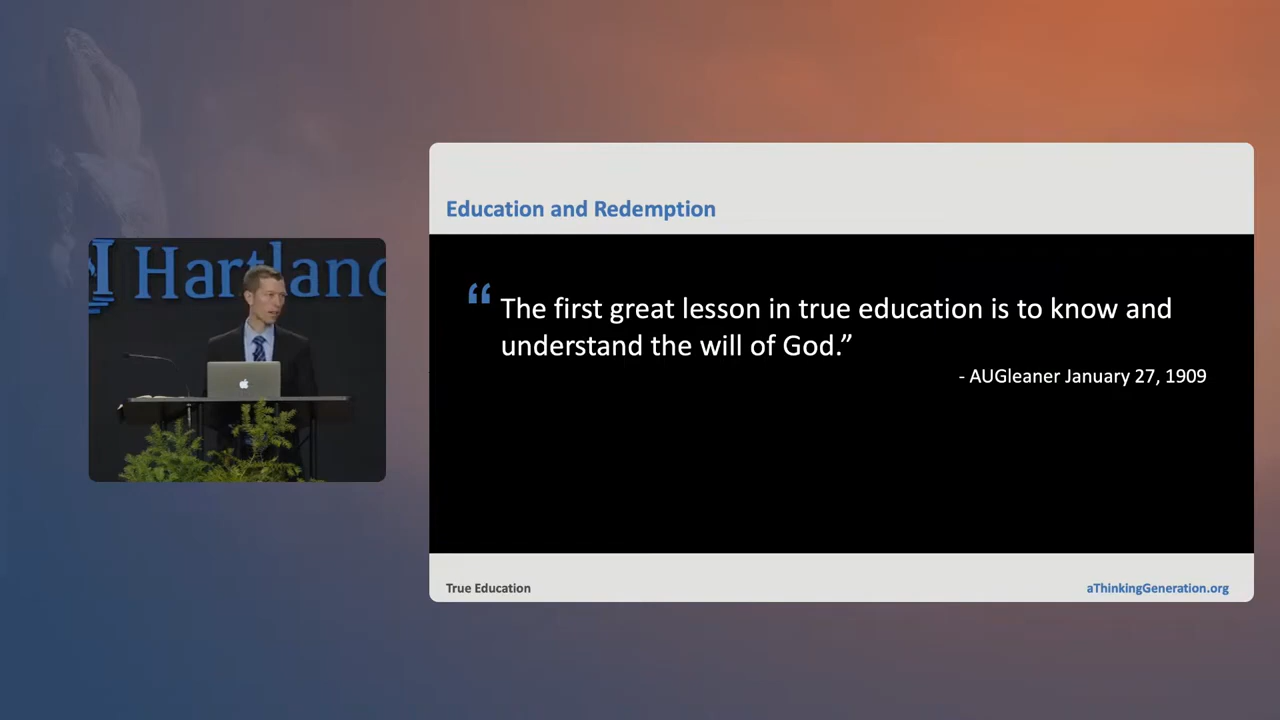 Hartland
Education and Redemption
“ The first great lesson in true education is to know and
understand the will of God.”
- AUGleaner January 27, 1909
True Education
aThinkingGeneration.org